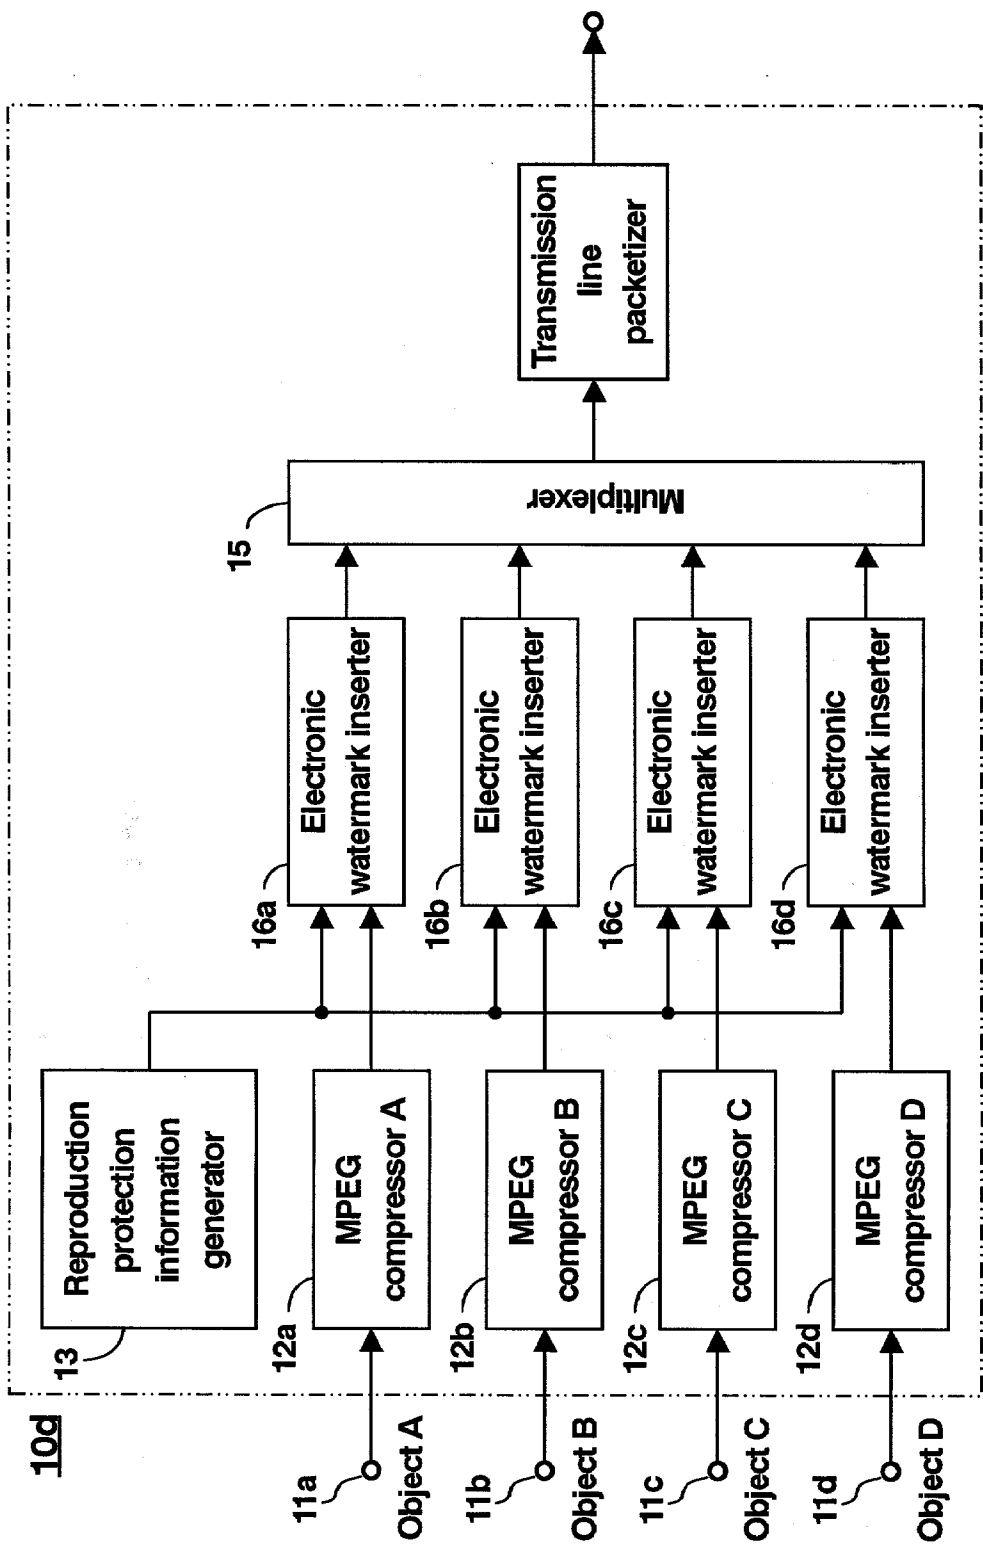 10d
13
Reproduction
protection
information
generator
11a
Object A
12a
MPEG
compressor A
16a
Electronic
watermark inserter
11b
Object B
12b
MPEG
compressor B
16b
Electronic
watermark inserter
11c
Object C
12c
MPEG
compressor C
16c
Electronic
watermark inserter
11d
Object D
12d
MPEG
compressor D
16d
Electronic
watermark inserter
15
Multiplexer
Transmission
line
packetizer